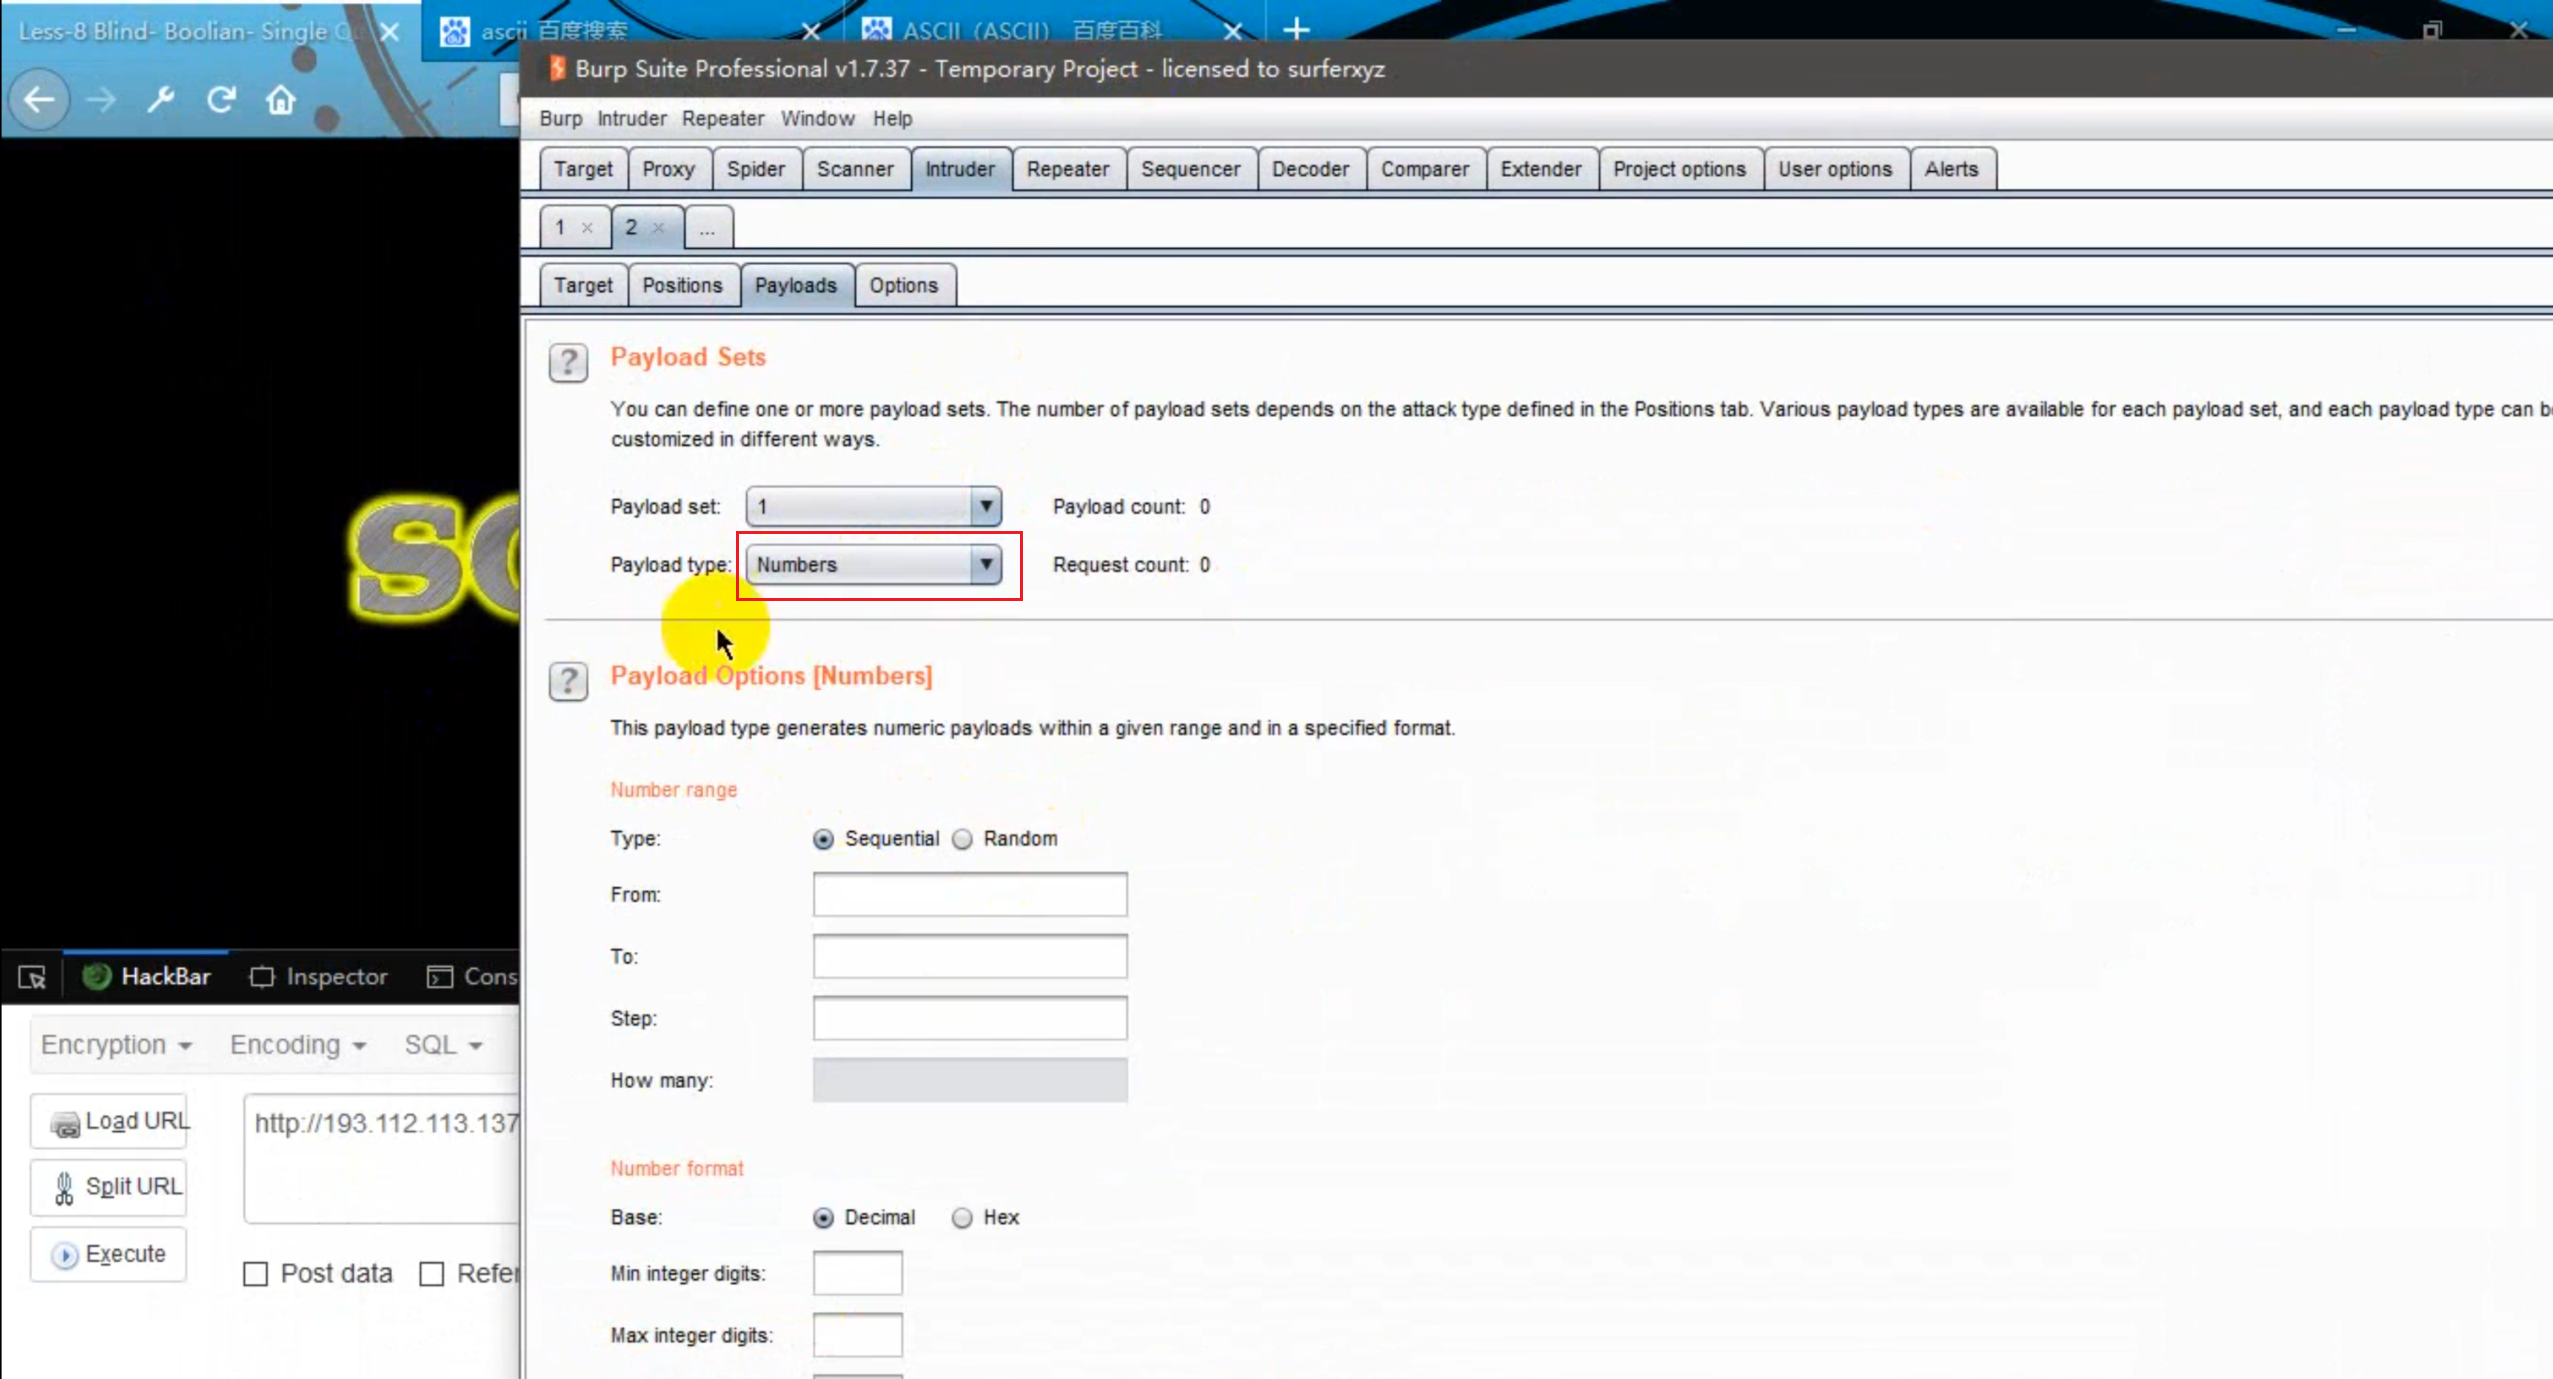 Less-8 Blind- Boolian- Single
ascii_百度搜索
ASCII (ASCII)_百度百科
Burp Suite Professional v1.7.37 - Temporary Project - licensed to surferxyz
Burp Intruder Repeater Window Help
Target Proxy Spider Scanner Intruder Repeater Sequencer Decoder Comparer Extender Project options User options Alerts
1 × 2 × ...
Target Positions Payloads Options
? Payload Sets
You can define one or more payload sets. The number of payload sets depends on the attack type defined in the Positions tab. Various payload types are available for each payload set, and each payload type can b
customized in different ways.
Payload set: 1 Payload count: 0
Payload type: Numbers Request count: 0
S
? Payload Options [Numbers]
This payload type generates numeric payloads within a given range and in a specified format.
Number range
Type: Sequential Random
From:
To:
Step:
How many:
Number format
Base: Decimal Hex
Min integer digits:
Max integer digits:
HackBar Inspector Cons
Encryption Encoding SQL
Load URL http://193.112.113.137
Split URL
Execute
Post data Refer